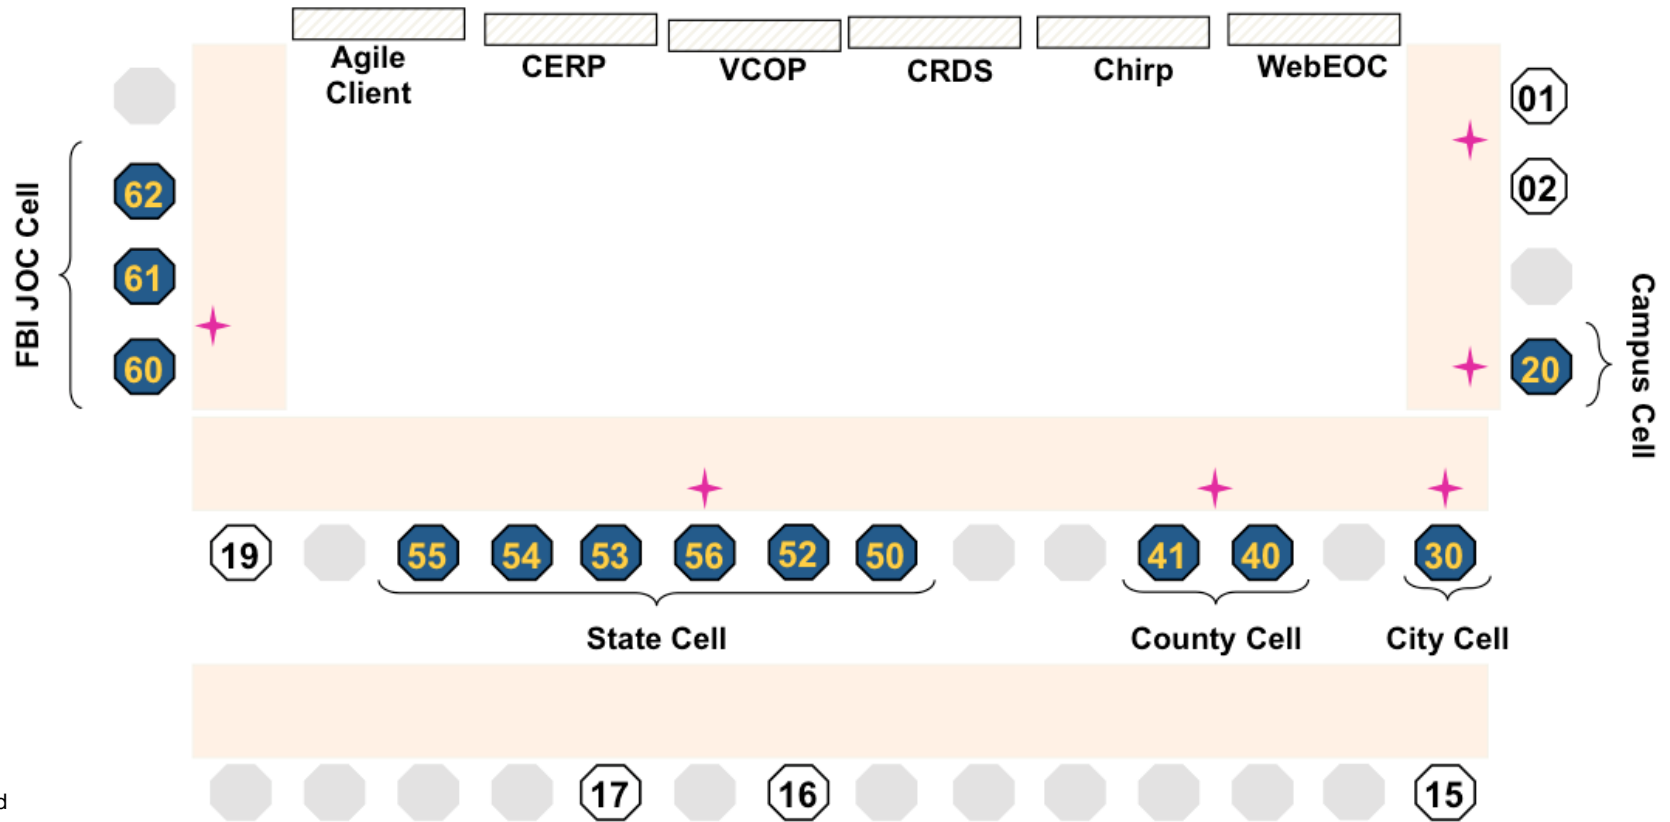 Agile
Client
CERP
VCOP
CRDS
Chirp
WebEOC
01
02
FBI JOC Cell
62
61
60
20
Campus Cell
19
55
54
53
56
52
50
41
40
30
State Cell
County Cell
City Cell
17
16
15
d